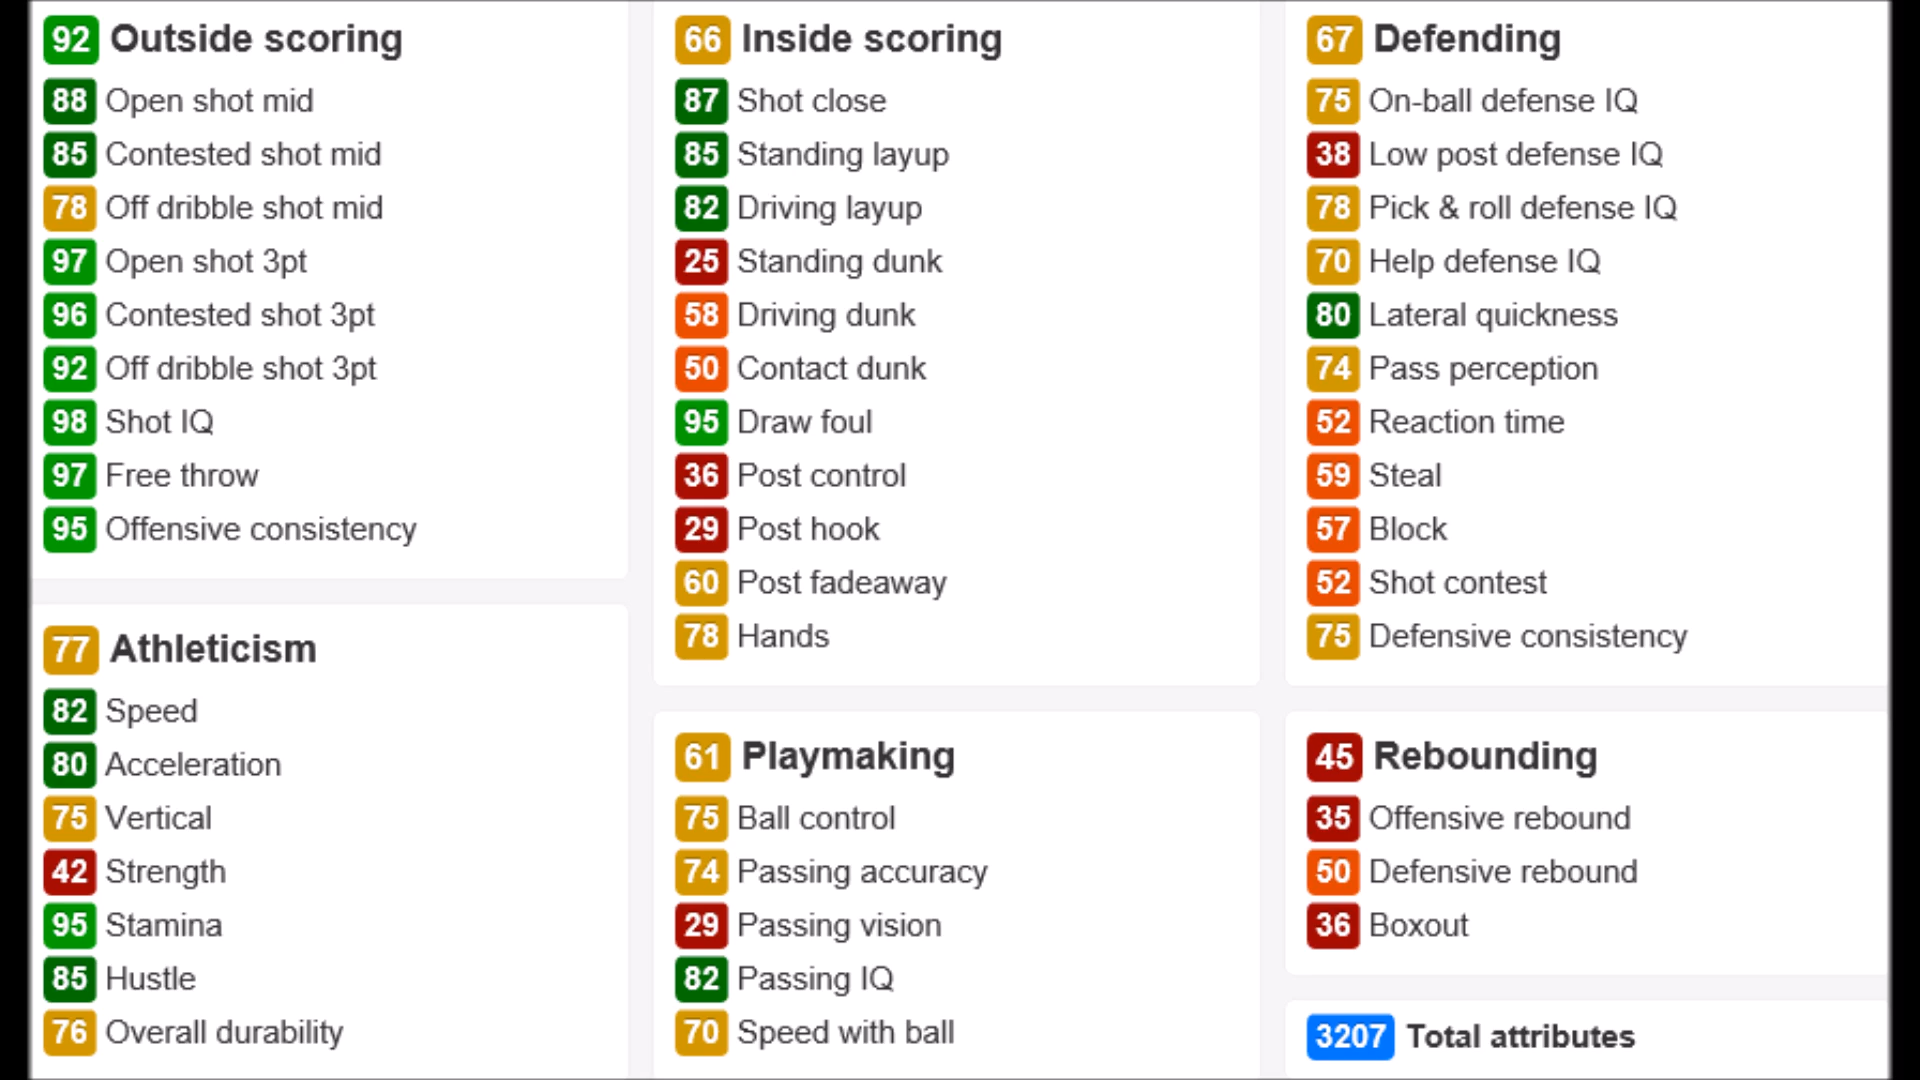 92 Outside scoring
88 Open shot mid
85 Contested shot mid
78 Off dribble shot mid
97 Open shot 3pt
96 Contested shot 3pt
92 Off dribble shot 3pt
98 Shot IQ
97 Free throw
95 Offensive consistency
77 Athleticism
82 Speed
80 Acceleration
75 Vertical
42 Strength
95 Stamina
85 Hustle
76 Overall durability
66 Inside scoring
87 Shot close
85 Standing layup
82 Driving layup
25 Standing dunk
58 Driving dunk
50 Contact dunk
95 Draw foul
36 Post control
29 Post hook
60 Post fadeaway
78 Hands
61 Playmaking
75 Ball control
74 Passing accuracy
29 Passing vision
82 Passing IQ
70 Speed with ball
67 Defending
75 On-ball defense IQ
38 Low post defense IQ
78 Pick & roll defense IQ
70 Help defense IQ
80 Lateral quickness
74 Pass perception
52 Reaction time
59 Steal
57 Block
52 Shot contest
75 Defensive consistency
45 Rebounding
35 Offensive rebound
50 Defensive rebound
36 Boxout
3207 Total attributes